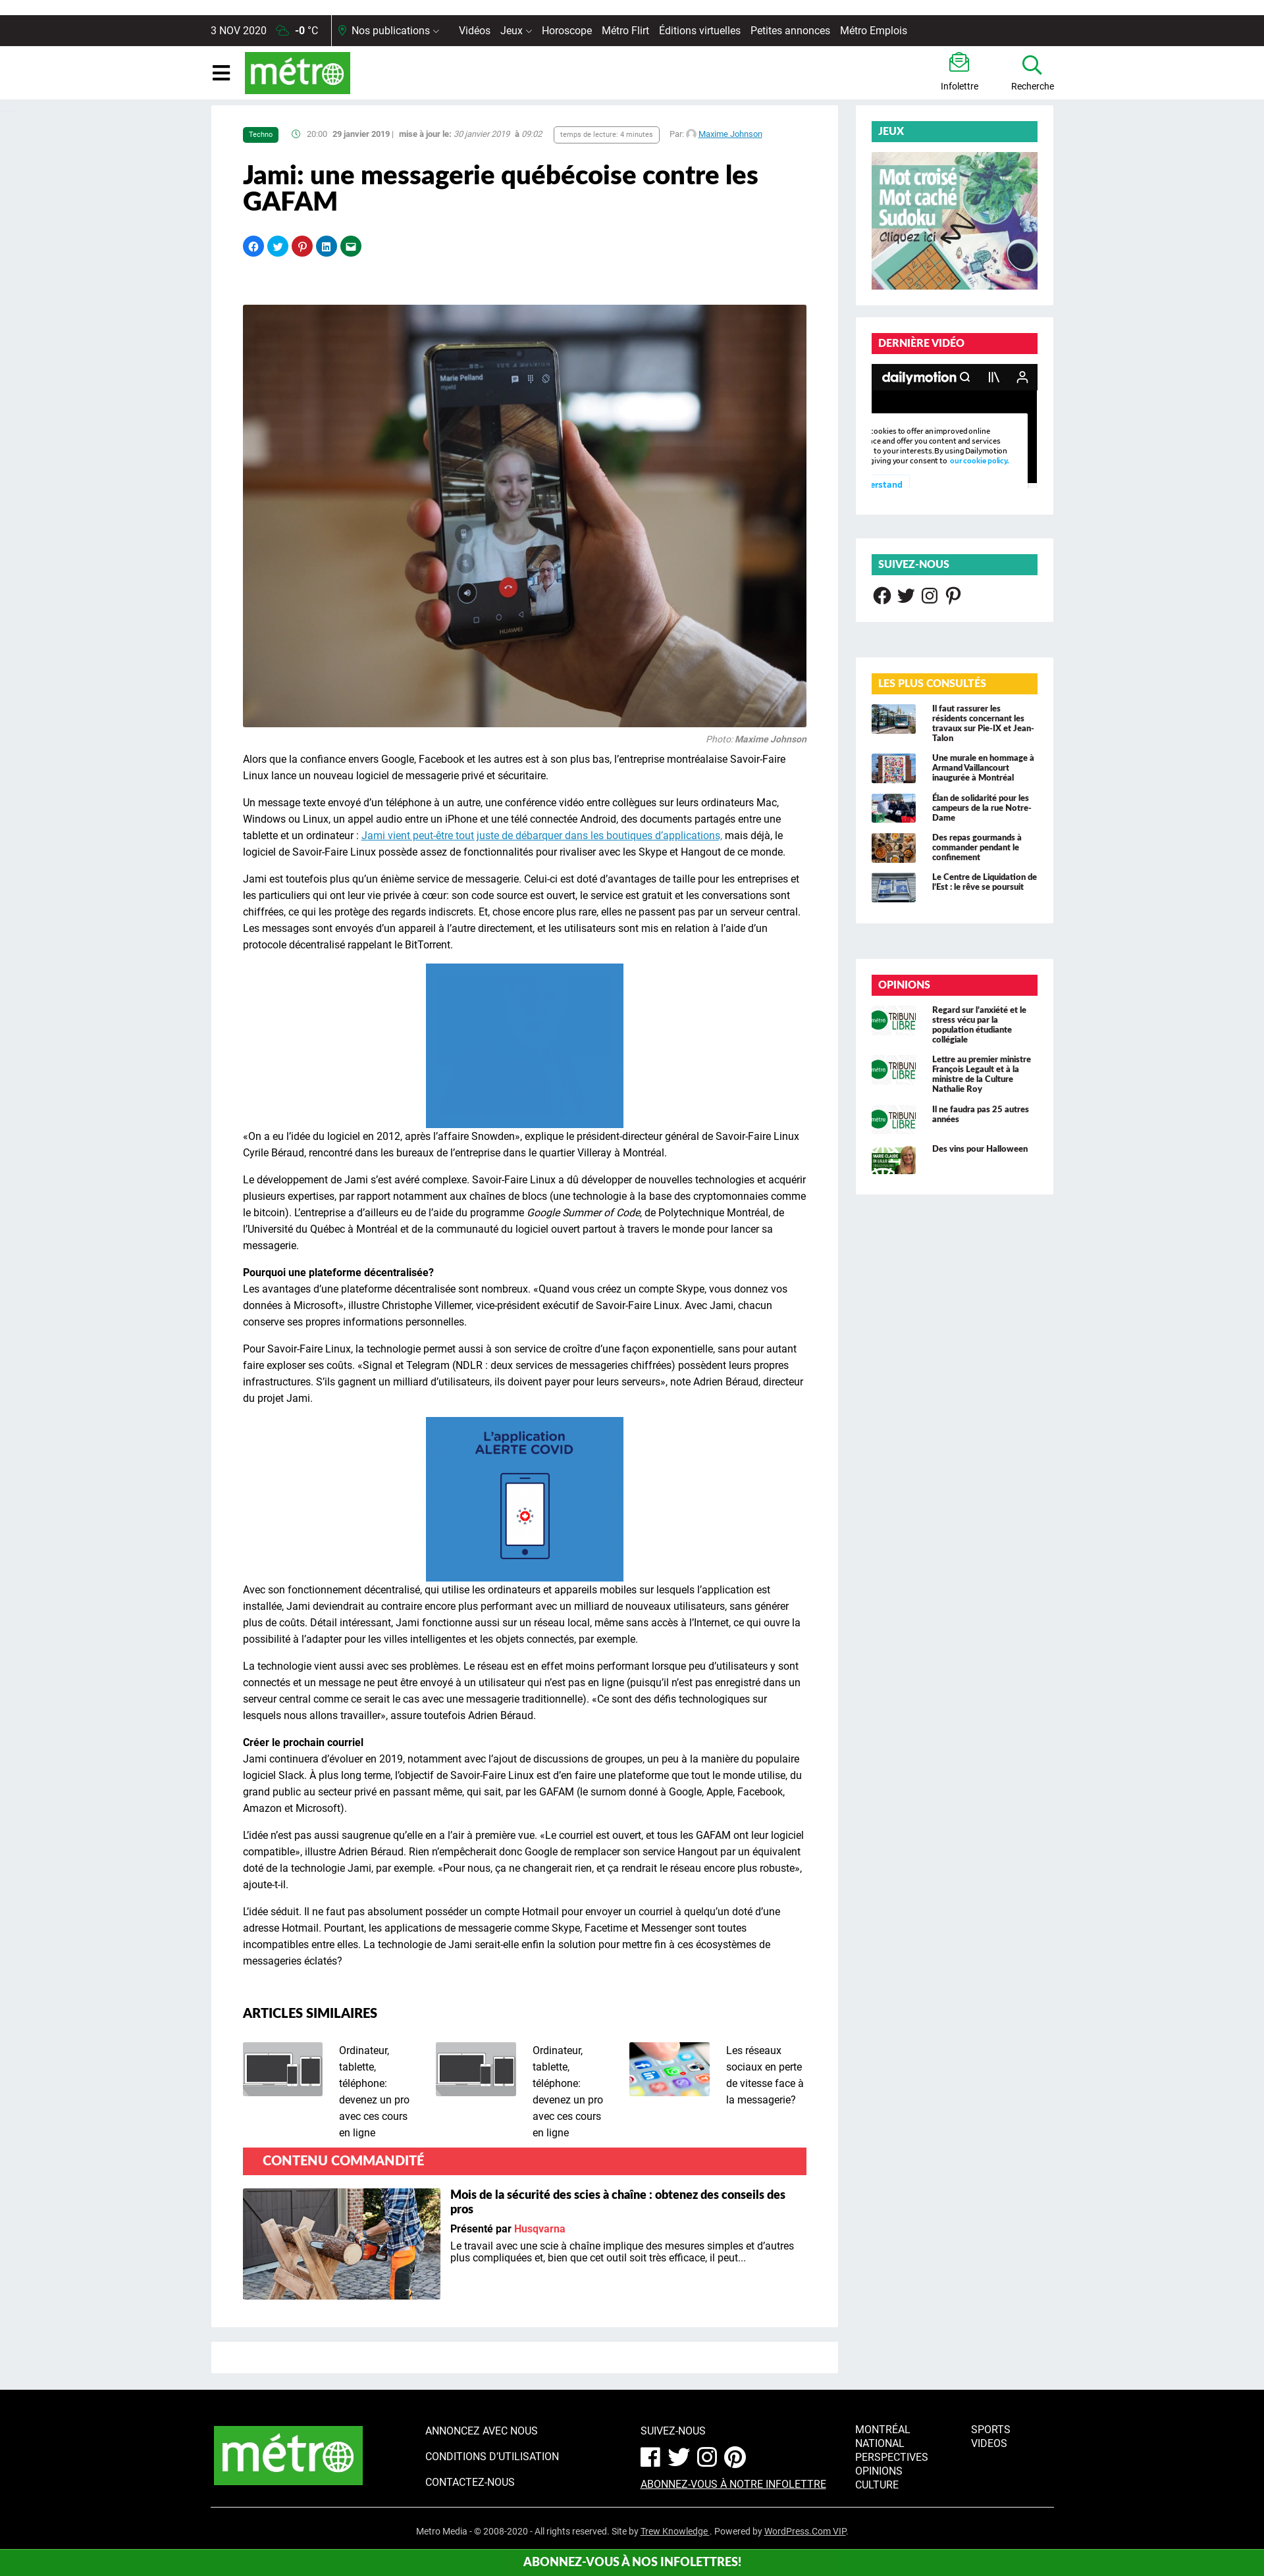 3 NOV 2020 -0 °C Nos publications Vidéos Jeux Horoscope Métro Flirt Éditions virtuelles Petites annonces Métro Emplois
métro
Infolettre
Recherche
Techno 20:00 29 janvier 2019 | mise à jour le: 30 janvier 2019 à 09:02 temps de lecture: 4 minutes Par: Maxime Johnson
Jami: une messagerie québécoise contre les
GAFAM
Marie Pelland
mpeld
HUAWEI
Photo: Maxime Johnson
Alors que la confiance envers Google, Facebook et les autres est à son plus bas, l’entreprise montréalaise Savoir-Faire
Linux lance un nouveau logiciel de messagerie privé et sécuritaire.
Un message texte envoyé d’un téléphone à un autre, une conférence vidéo entre collègues sur leurs ordinateurs Mac,
Windows ou Linux, un appel audio entre un iPhone et une télé connectée Android, des documents partagés entre une
tablette et un ordinateur : Jami vient peut-être tout juste de débarquer dans les boutiques d’applications, mais déjà, le
logiciel de Savoir-Faire Linux possède assez de fonctionnalités pour rivaliser avec les Skype et Hangout de ce monde.
Jami est toutefois plus qu’un énième service de messagerie. Celui-ci est doté d’avantages de taille pour les entreprises et
les particuliers qui ont leur vie privée à cœur: son code source est ouvert, le service est gratuit et les conversations sont
chiffrées, ce qui les protège des regards indiscrets. Et, chose encore plus rare, elles ne passent pas par un serveur central.
Les messages sont envoyés d’un appareil à l’autre directement, et les utilisateurs sont mis en relation à l’aide d’un
protocole décentralisé rappelant le BitTorrent.
«On a eu l’idée du logiciel en 2012, après l’affaire Snowden», explique le président-directeur général de Savoir-Faire Linux
Cyrile Béraud, rencontré dans les bureaux de l’entreprise dans le quartier Villeray à Montréal.
Le développement de Jami s’est avéré complexe. Savoir-Faire Linux a dû développer de nouvelles technologies et acquérir
plusieurs expertises, par rapport notamment aux chaînes de blocs (une technologie à la base des cryptomonnaies comme
le bitcoin). L’entreprise a d’ailleurs eu de l’aide du programme Google Summer of Code, de Polytechnique Montréal, de
l’Université du Québec à Montréal et de la communauté du logiciel ouvert partout à travers le monde pour lancer sa
messagerie.
Pourquoi une plateforme décentralisée?
Les avantages d’une plateforme décentralisée sont nombreux. «Quand vous créez un compte Skype, vous donnez vos
données à Microsoft», illustre Christophe Villemer, vice-président exécutif de Savoir-Faire Linux. Avec Jami, chacun
conserve ses propres informations personnelles.
Pour Savoir-Faire Linux, la technologie permet aussi à son service de croître d’une façon exponentielle, sans pour autant
faire exploser ses coûts. «Signal et Telegram (NDLR : deux services de messageries chiffrées) possèdent leurs propres
infrastructures. S’ils gagnent un milliard d’utilisateurs, ils doivent payer pour leurs serveurs», note Adrien Béraud, directeur
du projet Jami.
L’application
ALERTE COVID
Avec son fonctionnement décentralisé, qui utilise les ordinateurs et appareils mobiles sur lesquels l’application est
installée, Jami deviendrait au contraire encore plus performant avec un milliard de nouveaux utilisateurs, sans générer
plus de coûts. Détail intéressant, Jami fonctionne aussi sur un réseau local, même sans accès à l’Internet, ce qui ouvre la
possibilité à l’adapter pour les villes intelligentes et les objets connectés, par exemple.
La technologie vient aussi avec ses problèmes. Le réseau est en effet moins performant lorsque peu d’utilisateurs y sont
connectés et un message ne peut être envoyé à un utilisateur qui n’est pas en ligne (puisqu’il n’est pas enregistré dans un
serveur central comme ce serait le cas avec une messagerie traditionnelle). «Ce sont des défis technologiques sur
lesquels nous allons travailler», assure toutefois Adrien Béraud.
Créer le prochain courriel
Jami continuera d’évoluer en 2019, notamment avec l’ajout de discussions de groupes, un peu à la manière du populaire
logiciel Slack. À plus long terme, l’objectif de Savoir-Faire Linux est d’en faire une plateforme que tout le monde utilise, du
grand public au secteur privé en passant même, qui sait, par les GAFAM (le surnom donné à Google, Apple, Facebook,
Amazon et Microsoft).
L’idée n’est pas aussi saugrenue qu’elle en a l’air à première vue. «Le courriel est ouvert, et tous les GAFAM ont leur logiciel
compatible», illustre Adrien Béraud. Rien n’empêcherait donc Google de remplacer son service Hangout par un équivalent
doté de la technologie Jami, par exemple. «Pour nous, ça ne changerait rien, et ça rendrait le réseau encore plus robuste»,
ajoute-t-il.
L’idée séduit. Il ne faut pas absolument posséder un compte Hotmail pour envoyer un courriel à quelqu’un doté d’une
adresse Hotmail. Pourtant, les applications de messagerie comme Skype, Facetime et Messenger sont toutes
incompatibles entre elles. La technologie de Jami serait-elle enfin la solution pour mettre fin à ces écosystèmes de
messageries éclatés?
ARTICLES SIMILAIRES
Ordinateur,
tablette,
téléphone:
devenez un pro
avec ces cours
en ligne
Ordinateur,
tablette,
téléphone:
devenez un pro
avec ces cours
en ligne
Les réseaux
sociaux en perte
de vitesse face à
la messagerie?
CONTENU COMMANDITÉ
Mois de la sécurité des scies à chaîne : obtenez des conseils des
pros
Présenté par Husqvarna
Le travail avec une scie à chaîne implique des mesures simples et d’autres
plus compliquées et, bien que cet outil soit très efficace, il peut...
JEUX
Mot croisé
Mot caché
Sudoku
Cliquez ici
DERNIÈRE VIDÉO
dailymotion
cookies to offer an improved online
ce and offer you content and services
to your interests. By using Dailymotion
giving your consent to our cookie policy.
erstand
SUIVEZ-NOUS
LES PLUS CONSULTÉS
Il faut rassurer les
résidents concernant les
travaux sur Pie-IX et Jean-
Talon
Une murale en hommage à
Armand Vaillancourt
inaugurée à Montréal
Élan de solidarité pour les
campeurs de la rue Notre-
Dame
Des repas gourmands à
commander pendant le
confinement
Le Centre de Liquidation de
l’Est : le rêve se poursuit
OPINIONS
métro TRIBUNE
LIBRE
Regard sur l’anxiété et le
stress vécu par la
population étudiante
collégiale
métro TRIBUNE
LIBRE
Lettre au premier ministre
François Legault et à la
ministre de la Culture
Nathalie Roy
métro TRIBUNE
LIBRE
Il ne faudra pas 25 autres
années
MARIE CLAUDE
DI LILLO
Des vins pour Halloween
métro
ANNONCEZ AVEC NOUS
CONDITIONS D’UTILISATION
CONTACTEZ-NOUS
SUIVEZ-NOUS
ABONNEZ-VOUS À NOTRE INFOLETTRE
MONTRÉAL
NATIONAL
PERSPECTIVES
OPINIONS
CULTURE
SPORTS
VIDEOS
Metro Media - © 2008-2020 - All rights reserved. Site by Trew Knowledge . Powered by WordPress.Com VIP.
ABONNEZ-VOUS À NOS INFOLETTRES!